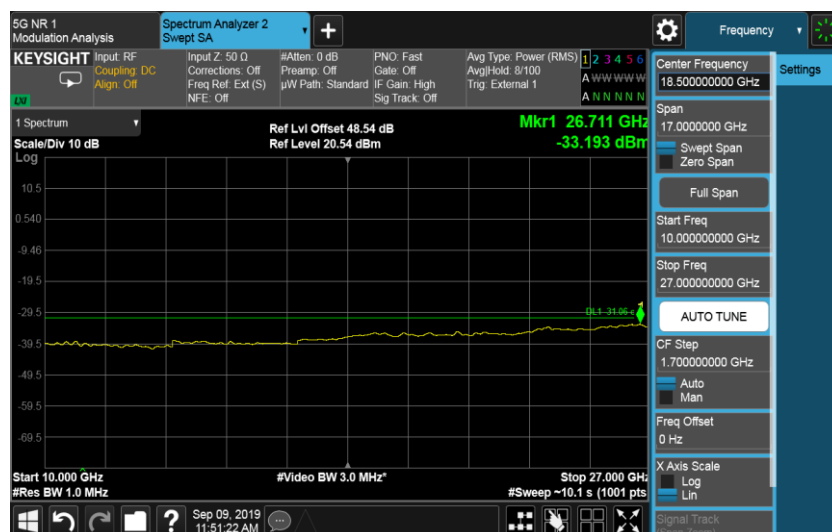 5G NR 1
Modulation Analysis
Spectrum Analyzer 2
Swept SA
Frequency
KEYSIGHT
Input: RF
Coupling: DC
Align: Off
Input Z: 50 Ω
Corrections: Off
Freq Ref: Ext (S)
NFE: Off
#Atten: 0 dB
Preamp: Off
µW Path: Standard
PNO: Fast
Gate: Off
IF Gain: High
Sig Track: Off
Avg Type: Power (RMS)
Avg|Hold: 8/100
Trig: External 1
1 2 3 4 5 6
A W W W W W
A N N N N N
LXI
1 Spectrum
Scale/Div 10 dB
Log
Ref Lvl Offset 48.54 dB
Ref Level 20.54 dBm
Mkr1 26.711 GHz
-33.193 dBm
10.5
0.540
-9.46
-19.5
-29.5
-39.5
-49.5
-59.5
-69.5
1
Start 10.000 GHz
#Res BW 1.0 MHz
#Video BW 3.0 MHz*
Stop 27.000 GHz
#Sweep ~10.1 s (1001 pts
Sep 09, 2019
11:51:22 AM
?
Center Frequency
18.500000000 GHz
Settings
Span
17.0000000 GHz
Swept Span
Zero Span
Full Span
Start Freq
10.000000000 GHz
Stop Freq
27.000000000 GHz
AUTO TUNE
CF Step
1.700000000 GHz
Auto
Man
Freq Offset
0 Hz
X Axis Scale
Log
Lin
Signal Track